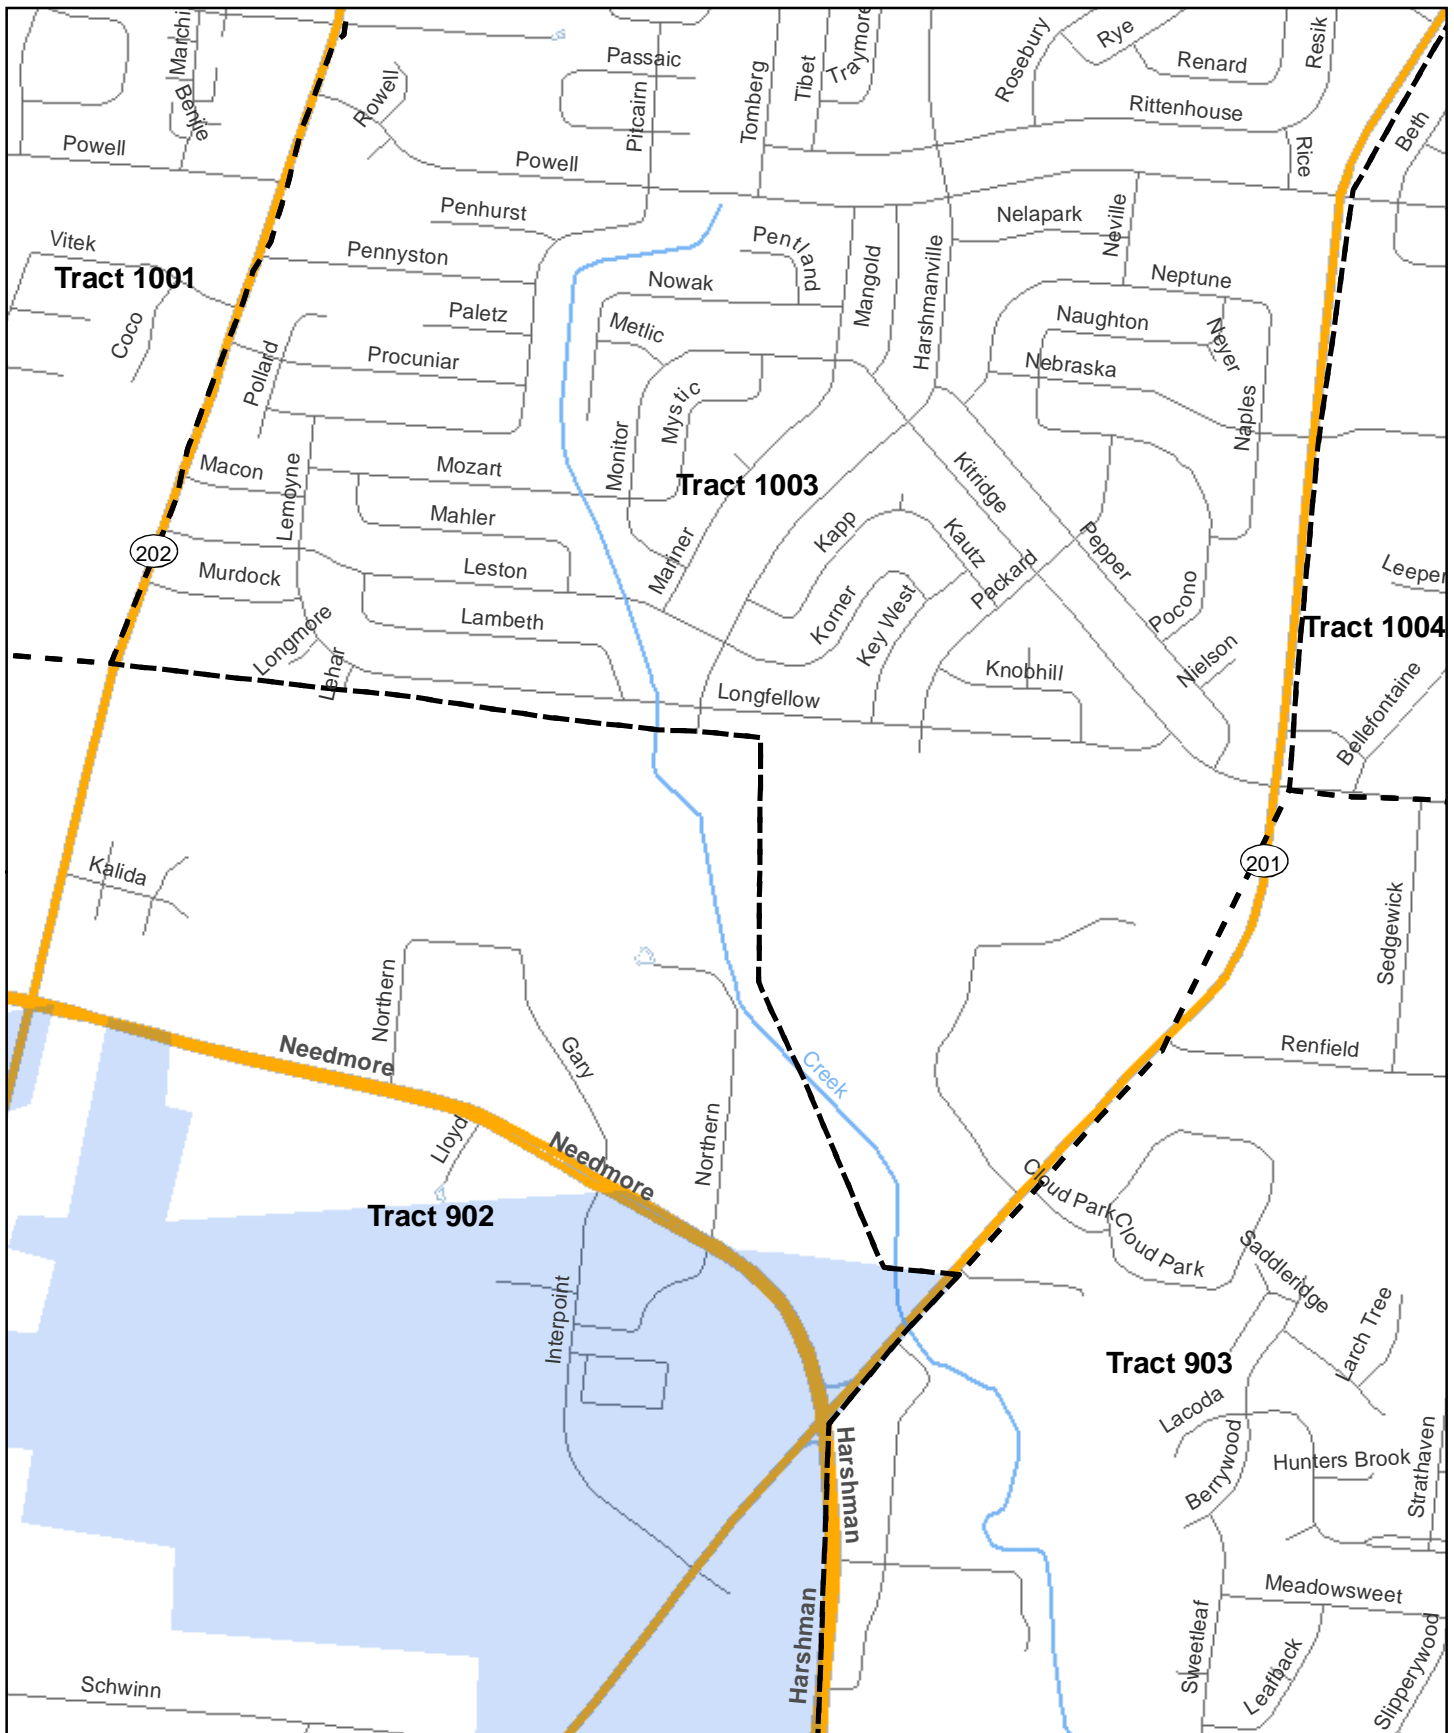 Marchi
Benjie
Powell
Vitek
Tract 1001
Coco
Rowell
Passaic
Pitcairn
Tomberg
Tibet
Traymore
Rosebury
Rye
Renard
Resik
Rittenhouse
Rice
Beth
Powell
Penhurst
Pennyston
Paletz
Procuniar
Pollard
Pentland
Nowak
Metlic
Mangold
Harshmanville
Nelapark
Neville
Neptune
Naughton
Neyer
Nebraska
Naples
Monitor
Mystic
Tract 1003
Macon
Lemoyne
Mozart
Mahler
202
Murdock
Leston
Lambeth
Longmore
Lehar
Mariner
Kapp
Kautz
Kitridge
Pepper
Packard
Korner
Key West
Pocono
Nielson
Knobhill
Longfellow
Leeper
Tract 1004
Bellefontaine
Kalida
201
Sedgewick
Northern
Needmore
Gary
Creek
Renfield
Lloyd
Needmore
Northern
Tract 902
Cloud Park
Cloud Park
Saddleridge
Interpoint
Larch Tree
Tract 903
Lacoda
Berrywood
Hunters Brook
Strathaven
Harshman
Meadowsweet
Harshman
Sweetleaf
Leafback
Slipperywood
Schwinn